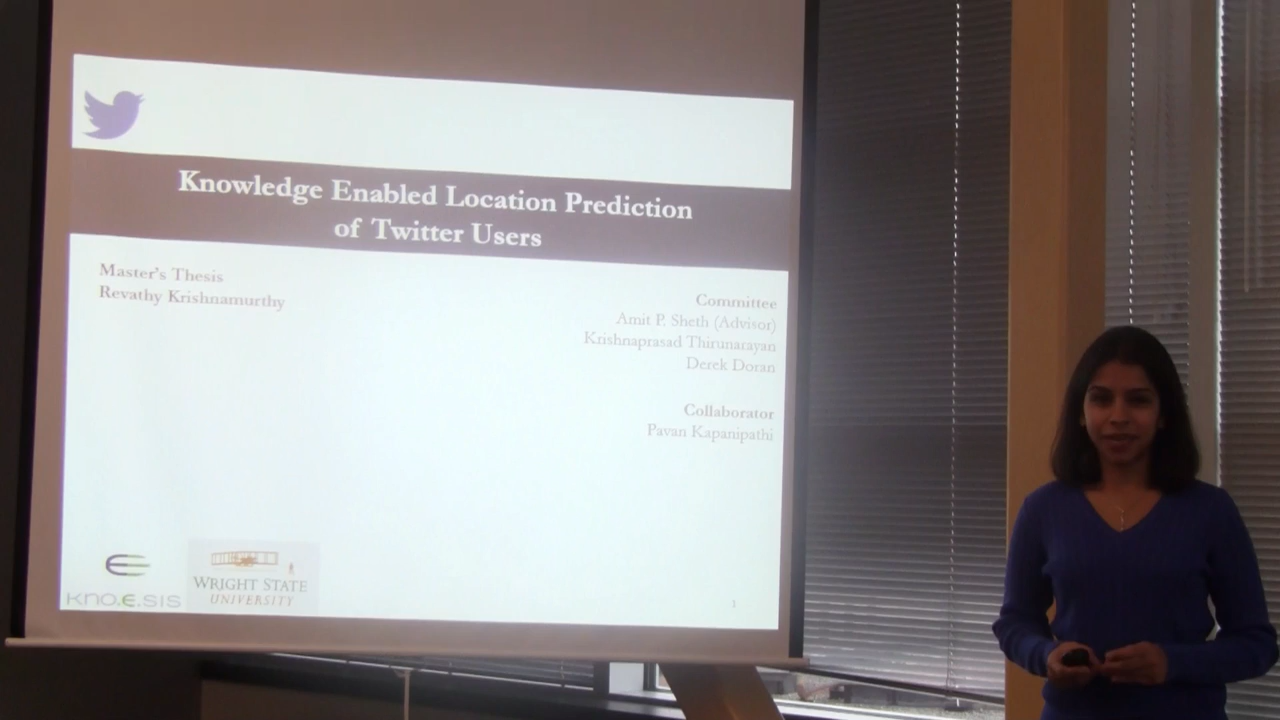 Knowledge Enabled Location Prediction
of Twitter Users
Master's Thesis
Revathy Krishnamurthy
Committee
Amit P. Sheth (Advisor)
Krishnaprasad Thirunarayan
Derek Doran
Collaborator
Pavan Kapanipathi
kno.e.sis
WRIGHT STATE
UNIVERSITY
1